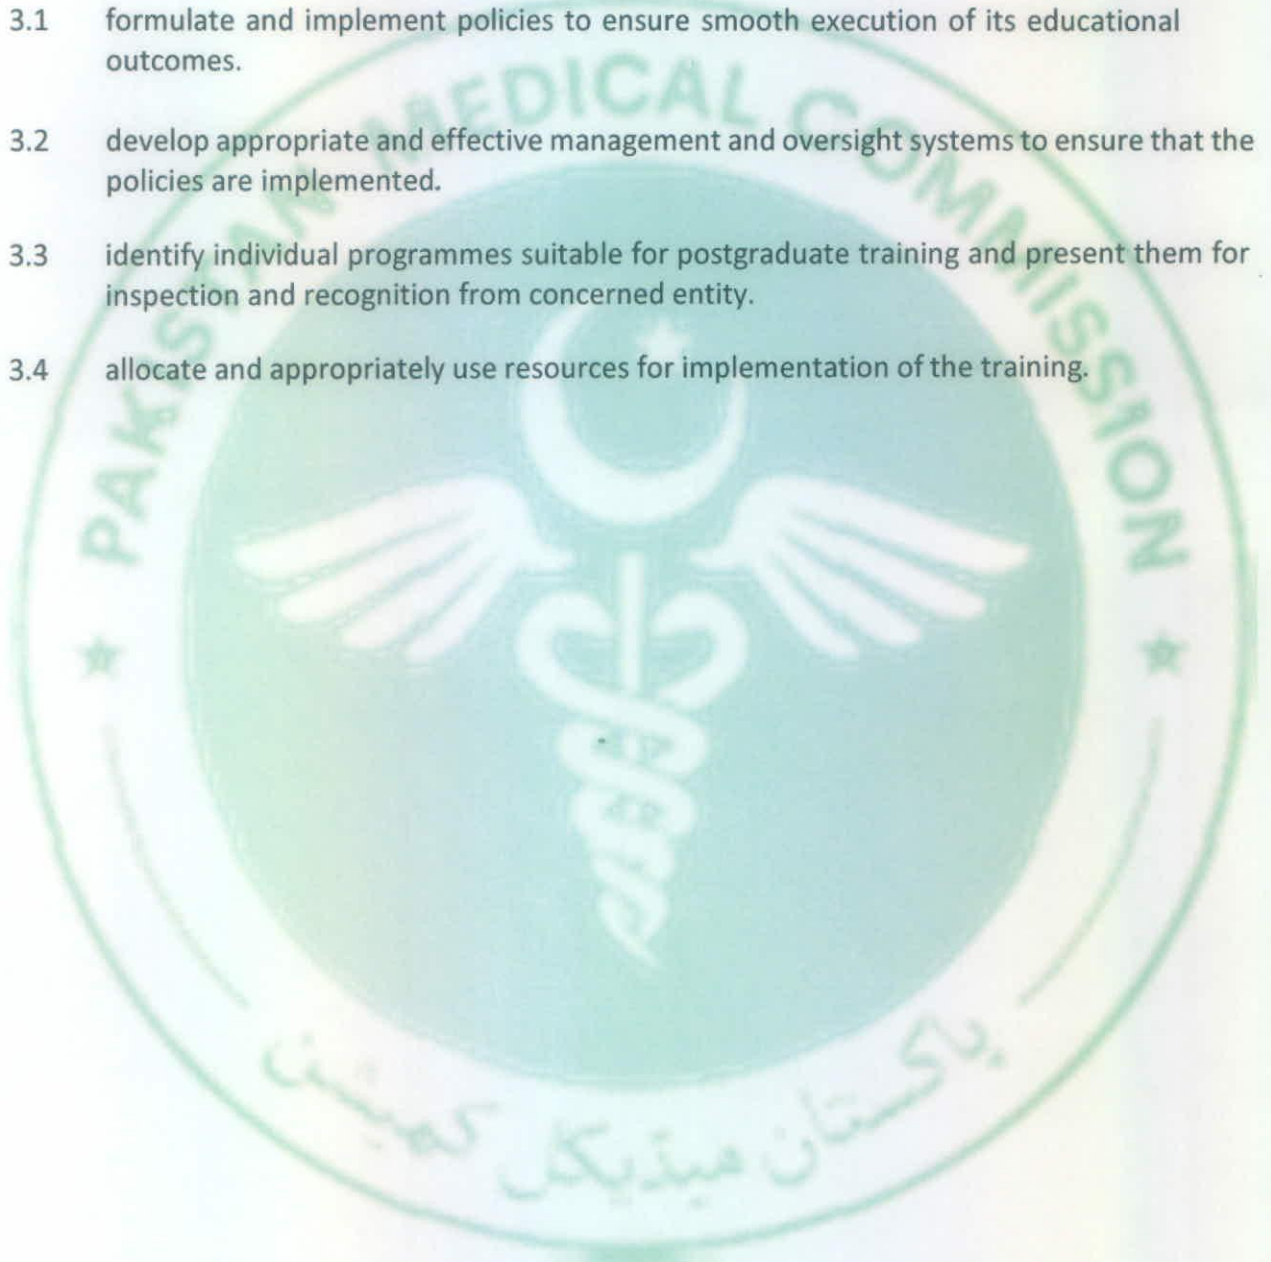 3.1 formulate and implement policies to ensure smooth execution of its educational
outcomes.
3.2 develop appropriate and effective management and oversight systems to ensure that the
policies are implemented.
3.3 identify individual programmes suitable for postgraduate training and present them for
inspection and recognition from concerned entity.
3.4 allocate and appropriately use resources for implementation of the training.
PAKISTAN MEDICAL COMMISSION
پاکستان میڈیکل کمیشن